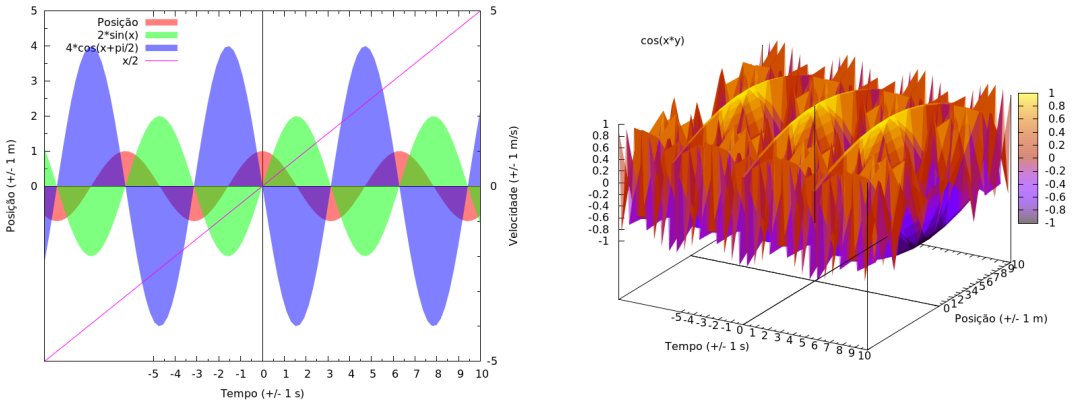 5
4
3
2
1
0
Posição (+/- 1 m)
Posição
2*sin(x)
4*cos(x+pi/2)
x/2
5
0
-5
Velocidade (+/- 1 m/s)
-5 -4 -3 -2 -1 0 1 2 3 4 5 6 7 8 9 10
Tempo (+/- 1 s)
cos(x*y)
1
0.8
0.6
0.4
0.2
0
-0.2
-0.4
-0.6
-0.8
-1
-5 -4 -3 -2 -1 0 1 2 3 4 5 6 7 8 9 10
Tempo (+/- 1 s)
0 1 2 3 4 5 6 7 8 9 10
Posição (+/- 1 m)
1
0.8
0.6
0.4
0.2
0
-0.2
-0.4
-0.6
-0.8
-1